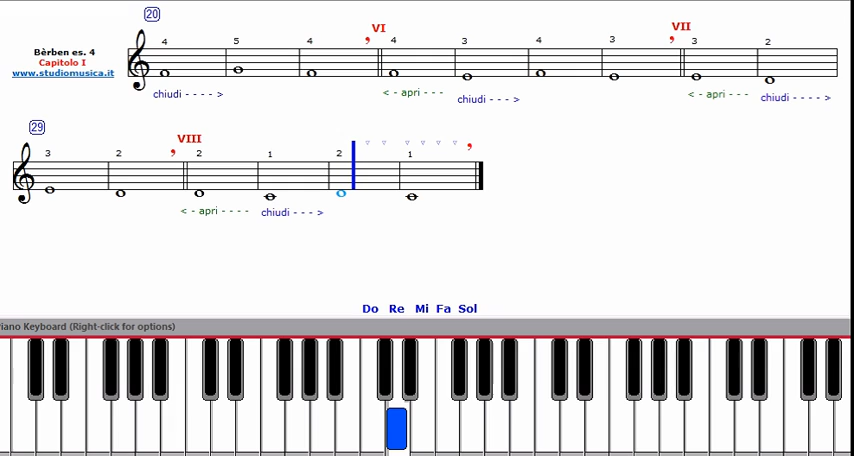 20
Bèrben es. 4
Capitolo I
www.studiomusica.it
VI
VII
4 5 4 4 3 4 3 3 2
chiudi - - - - >
< - apri - - -
chiudi - - - >
< - apri - - -
chiudi - - - >
29
VIII
3 2 2 1 2 1
< - apri - - - -
chiudi - - - >
Do Re Mi Fa Sol
iano Keyboard (Right-click for options)